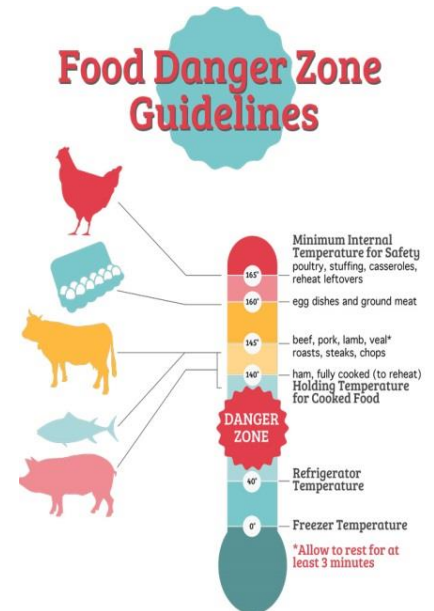 Food Danger Zone
Guidelines
Minimum Internal
Temperature for Safety
poultry, stuffing, casseroles,
reheat leftovers
165°
160°
egg dishes and ground meat
145°
beef, pork, lamb, veal*
roasts, steaks, chops
140°
ham, fully cooked (to reheat)
Holding Temperature
for Cooked Food
DANGER
ZONE
40°
Refrigerator
Temperature
0°
Freezer Temperature
*Allow to rest for at
least 3 minutes